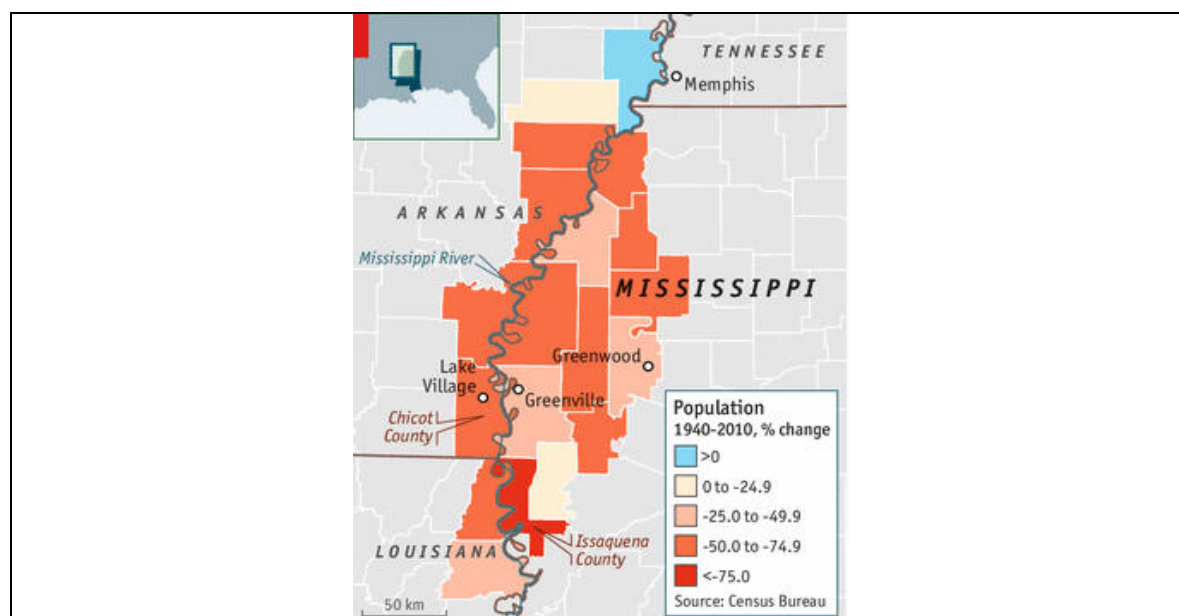 TENNESSEE
Memphis
ARKANSAS
Mississippi River
MISSISSIPPI
Greenwood
Lake
Village
Greenville
Chicot
County
Population
1940-2010, % change
>0
0 to -24.9
-25.0 to -49.9
-50.0 to -74.9
<-75.0
Source: Census Bureau
Issaquena
County
LOUISIANA
50 km